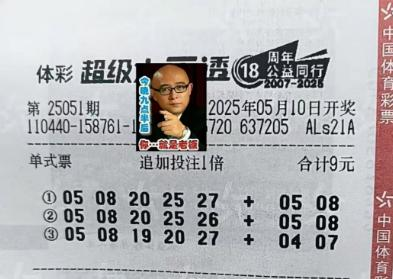 体彩 超级大乐透 18周年 公益同行 2007-2025
第 25051期 2025年05月10日开奖
110440-158761-1 720 637205 ALs21A
今晚九点半后
你…就是老板
单式票 追加投注1倍 合计9元
① 05 08 20 25 27 + 05 08
② 05 08 20 25 26 + 05 08
③ 05 08 19 20 27 + 04 07
中国体育彩票
中国体育